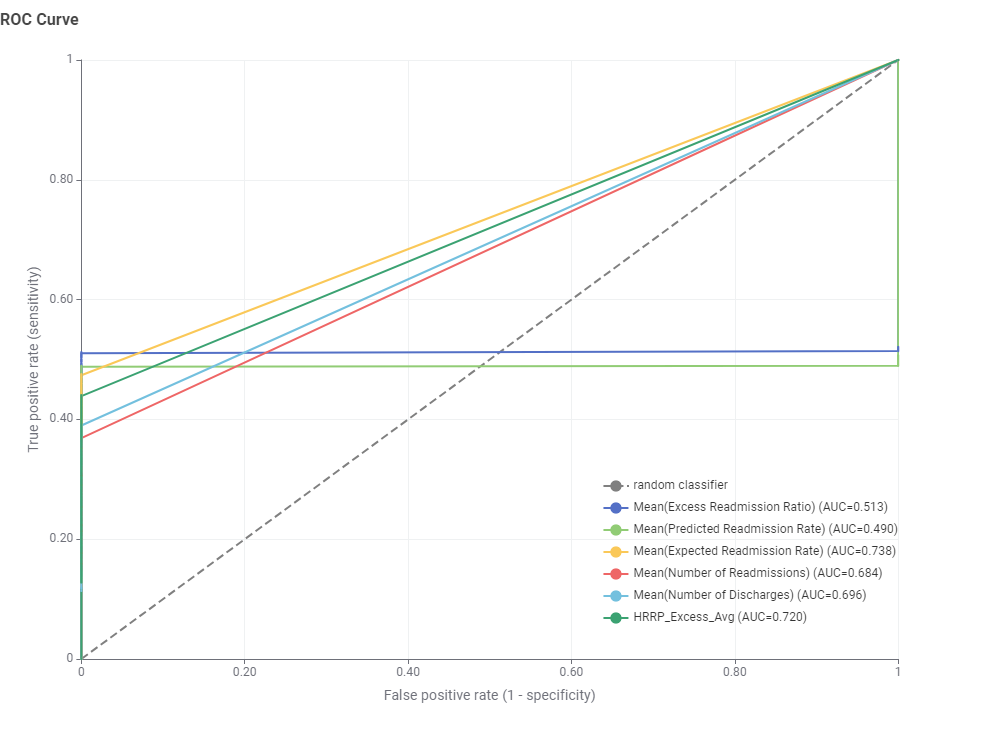 ROC Curve
1
0.80
0.60
0.40
0.20
0
True positive rate (sensitivity)
random classifier
Mean(Excess Readmission Ratio) (AUC=0.513)
Mean(Predicted Readmission Rate) (AUC=0.490)
Mean(Expected Readmission Rate) (AUC=0.738)
Mean(Number of Readmissions) (AUC=0.684)
Mean(Number of Discharges) (AUC=0.696)
HRRP_Excess_Avg (AUC=0.720)
0 0.20 0.40 0.60 0.80 1
False positive rate (1 - specificity)